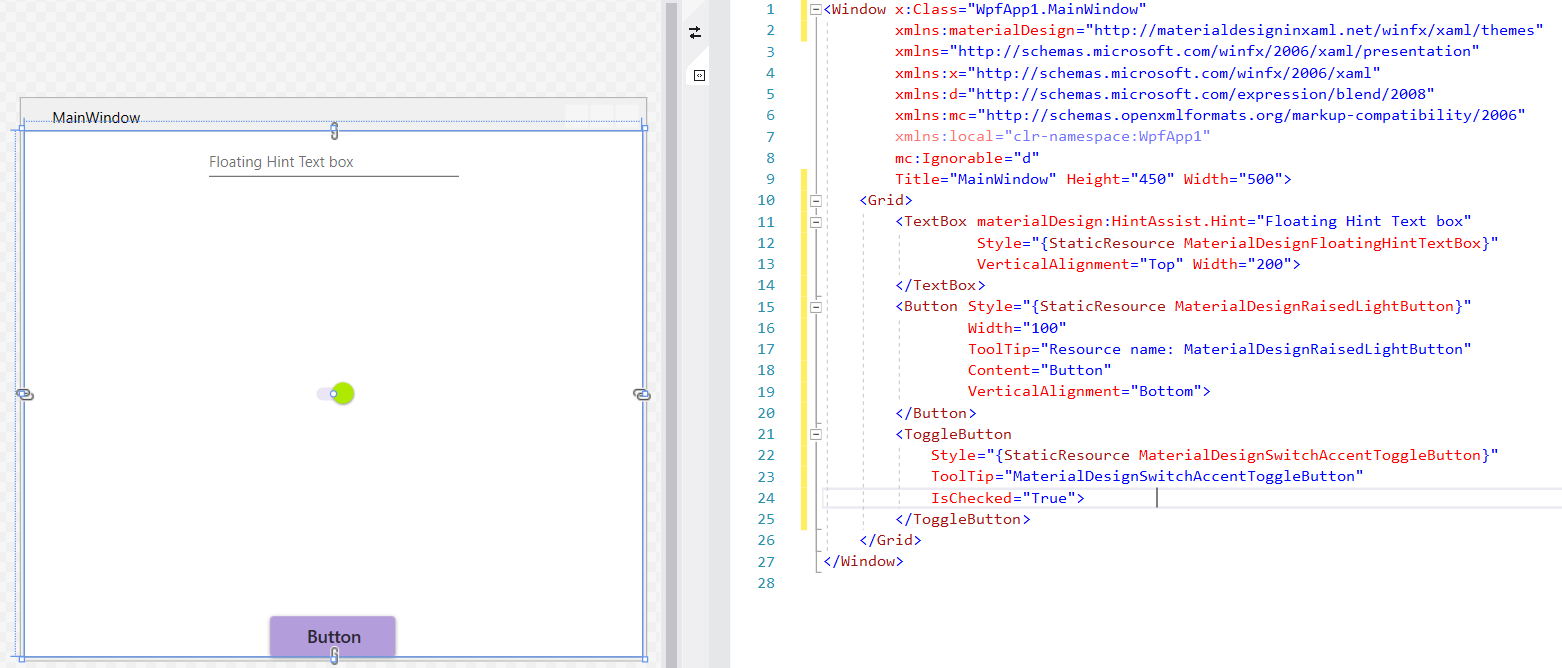 MainWindow
Floating Hint Text box
Button
1 <Window x:Class="WpfApp1.MainWindow"
2 xmlns:materialDesign="http://materialdesigninxaml.net/winfx/xaml/themes"
3 xmlns="http://schemas.microsoft.com/winfx/2006/xaml/presentation"
4 xmlns:x="http://schemas.microsoft.com/winfx/2006/xaml"
5 xmlns:d="http://schemas.microsoft.com/expression/blend/2008"
6 xmlns:mc="http://schemas.openxmlformats.org/markup-compatibility/2006"
7 xmlns:local="clr-namespace:WpfApp1"
8 mc:Ignorable="d"
9 Title="MainWindow" Height="450" Width="500">
10 <Grid>
11 <TextBox materialDesign:HintAssist.Hint="Floating Hint Text box"
12 Style="{StaticResource MaterialDesignFloatingHintTextBox}"
13 VerticalAlignment="Top" Width="200">
14 </TextBox>
15 <Button Style="{StaticResource MaterialDesignRaisedLightButton}"
16 Width="100"
17 ToolTip="Resource name: MaterialDesignRaisedLightButton"
18 Content="Button"
19 VerticalAlignment="Bottom">
20 </Button>
21 <ToggleButton
22 Style="{StaticResource MaterialDesignSwitchAccentToggleButton}"
23 ToolTip="MaterialDesignSwitchAccentToggleButton"
24 IsChecked="True">
25 </ToggleButton>
26 </Grid>
27 </Window>
28